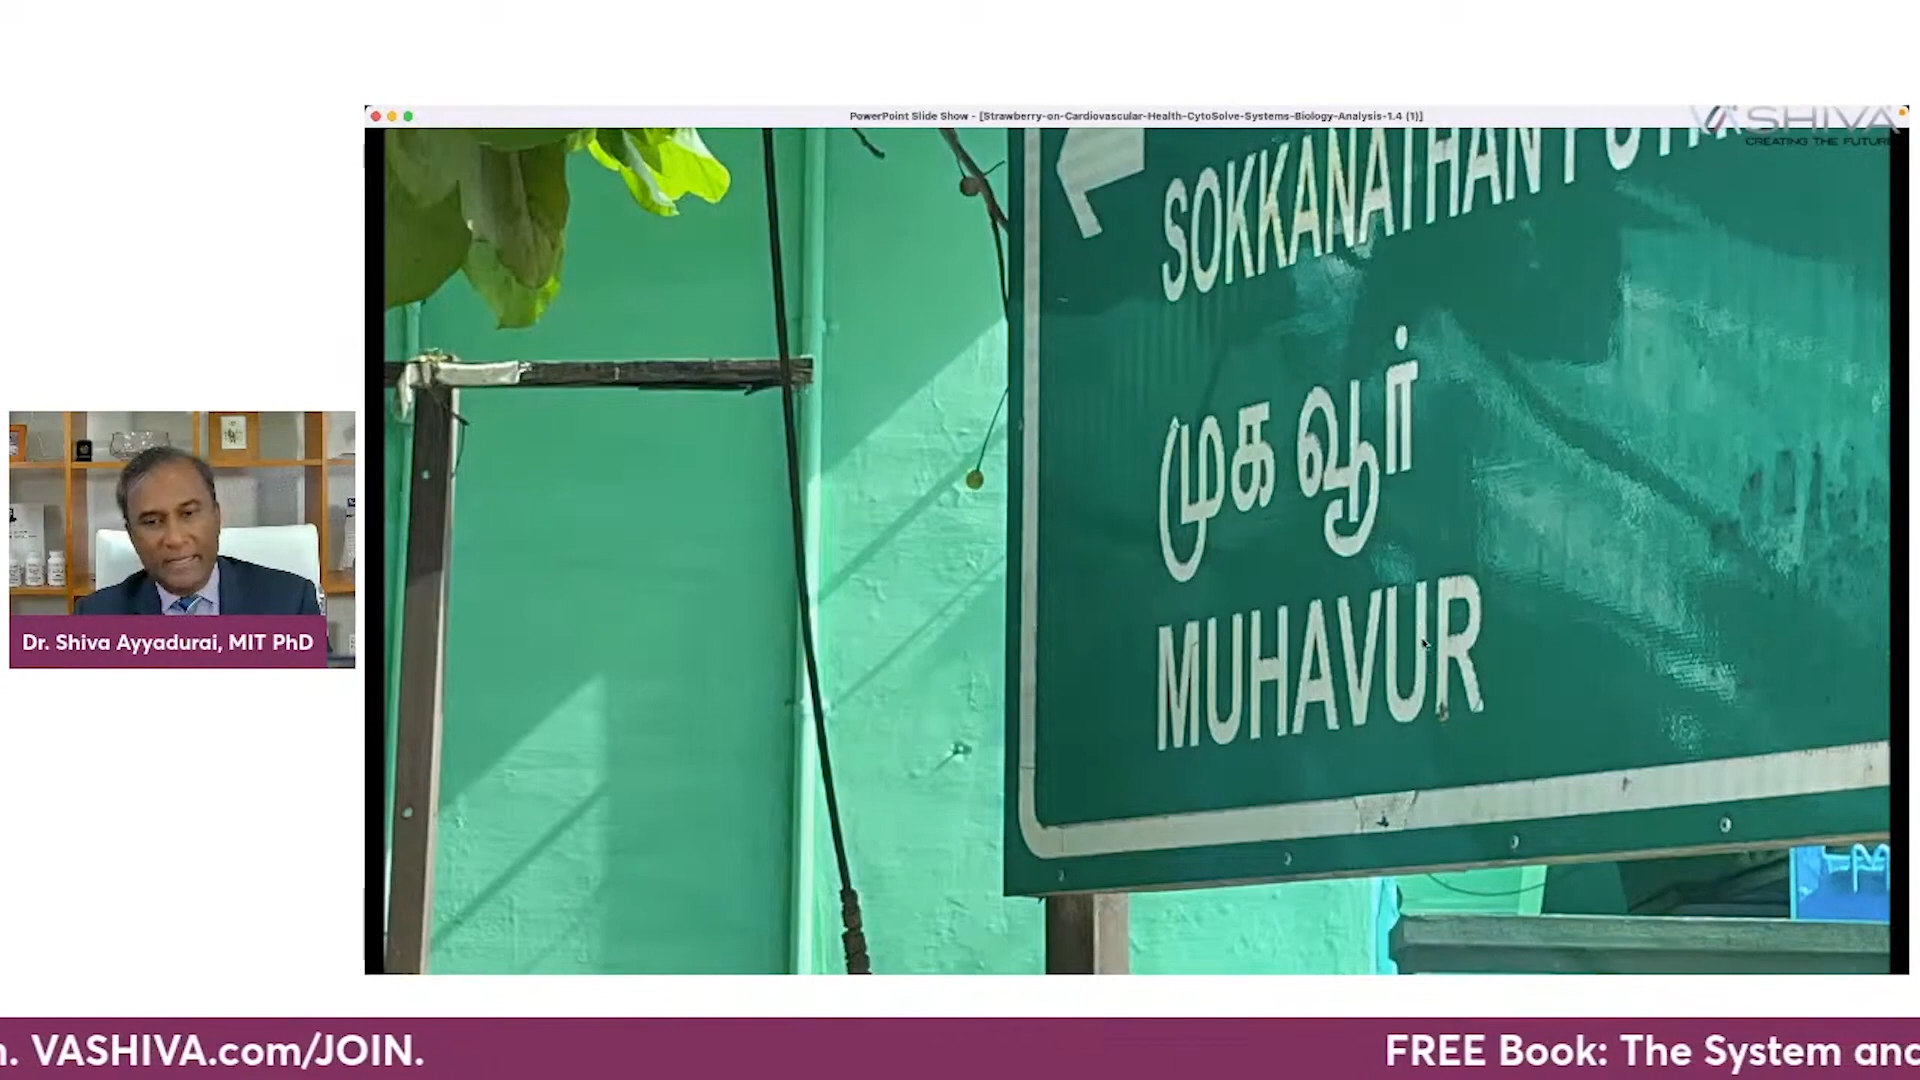 PowerPoint Slide Show - [Strawberry-on-Cardiovascular-Health-CytoSolve-Systems-Biology-Analysis-1.4 (1)]
VASHIVA
CREATING THE FUTURE
SOKKANATHAN
முகவூர்
MUHAVUR
Dr. Shiva Ayyadurai, MIT PhD
n. VASHIVA.com/JOIN.
FREE Book: The System and